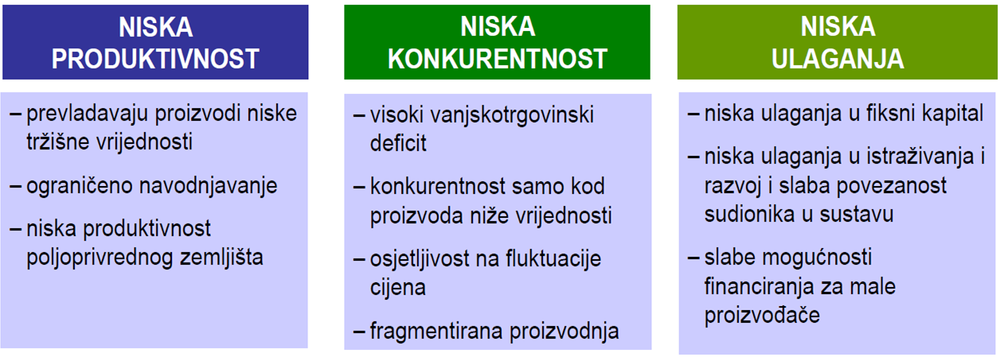 NISKA
PRODUKTIVNOST
– prevladavaju proizvodi niske
tržišne vrijednosti
– ograničeno navodnjavanje
– niska produktivnost
poljoprivrednog zemljišta
NISKA
KONKURENTNOST
– visoki vanjskotrgovinski
deficit
– konkurentnost samo kod
proizvoda niže vrijednosti
– osjetljivost na fluktuacije
cijena
– fragmentirana proizvodnja
NISKA
ULAGANJA
– niska ulaganja u fiksni kapital
– niska ulaganja u istraživanja i
razvoj i slaba povezanost
sudionika u sustavu
– slabe mogućnosti
financiranja za male
proizvođače